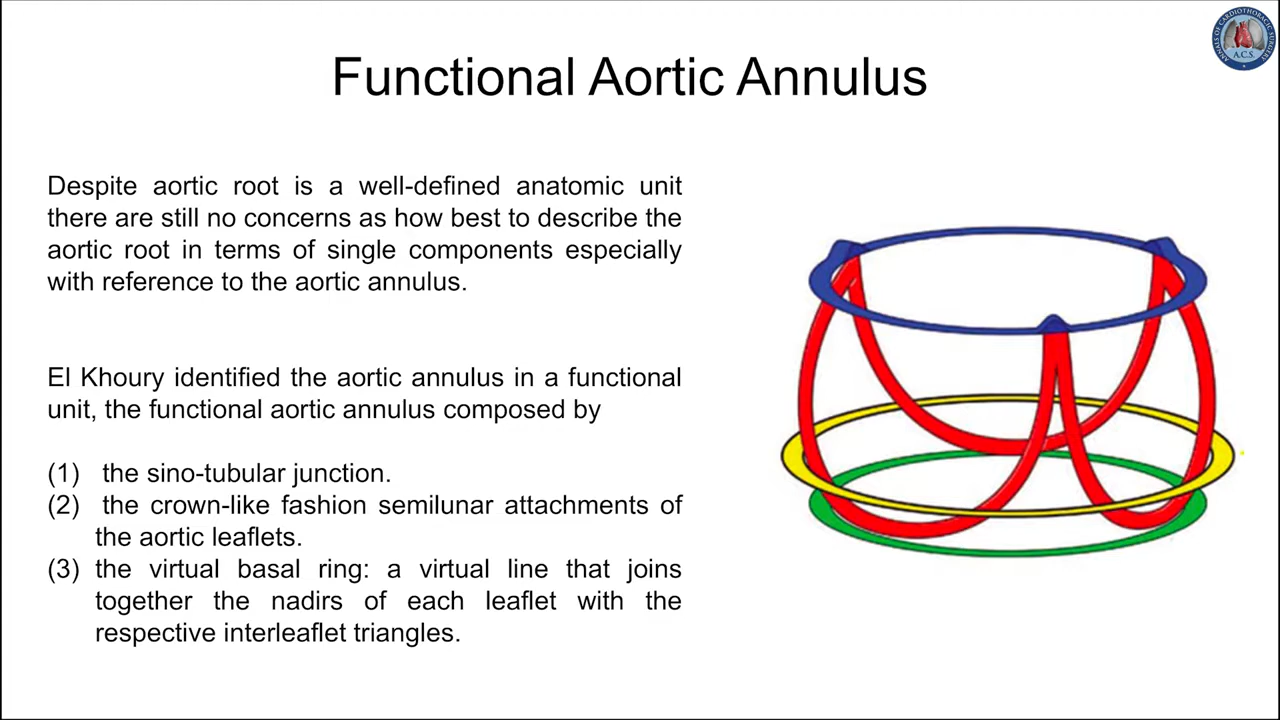 Functional Aortic Annulus
Despite aortic root is a well-defined anatomic unit
there are still no concerns as how best to describe the
aortic root in terms of single components especially
with reference to the aortic annulus.
El Khoury identified the aortic annulus in a functional
unit, the functional aortic annulus composed by
(1) the sino-tubular junction.
(2) the crown-like fashion semilunar attachments of
the aortic leaflets.
(3) the virtual basal ring: a virtual line that joins
together the nadirs of each leaflet with the
respective interleaflet triangles.
ANNALS OF CARDIOTHORACIC SURGERY
A.C.S.